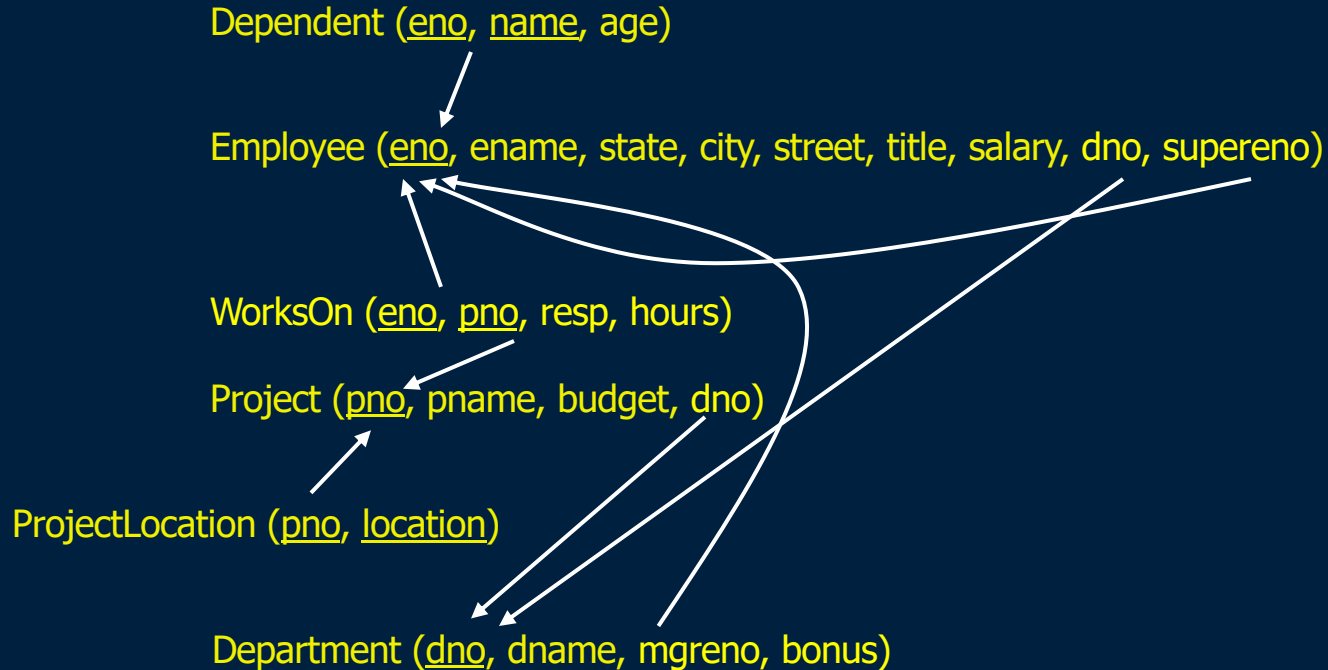 Dependent (eno, name, age)
Employee (eno, ename, state, city, street, title, salary, dno, supereno)
WorksOn (eno, pno, resp, hours)
Project (pno, pname, budget, dno)
ProjectLocation (pno, location)
Department (dno, dname, mgreno, bonus)